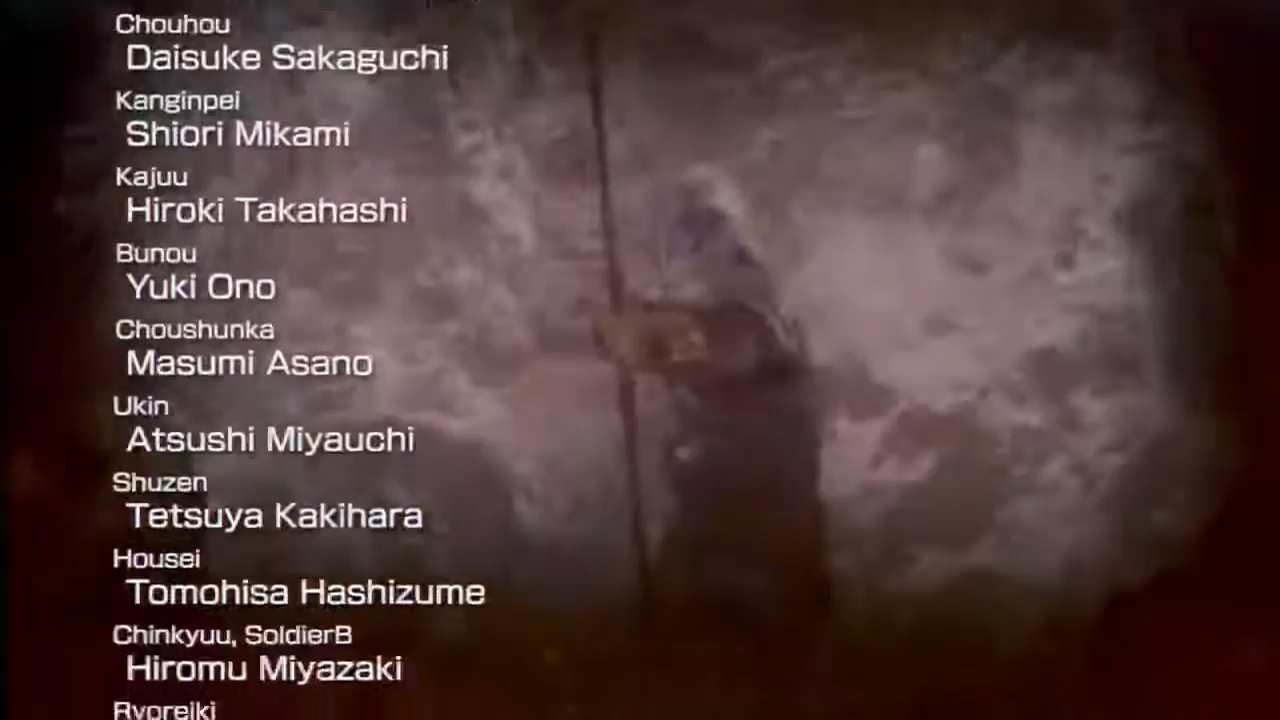 Chouhou
Daisuke Sakaguchi
Kanginpei
Shiori Mikami
Kajuu
Hiroki Takahashi
Bunou
Yuki Ono
Choushunka
Masumi Asano
Ukin
Atsushi Miyauchi
Shuzen
Tetsuya Kakihara
Housei
Tomohisa Hashizume
Chinkyuu, SoldierB
Hiromu Miyazaki
Ryoreiki